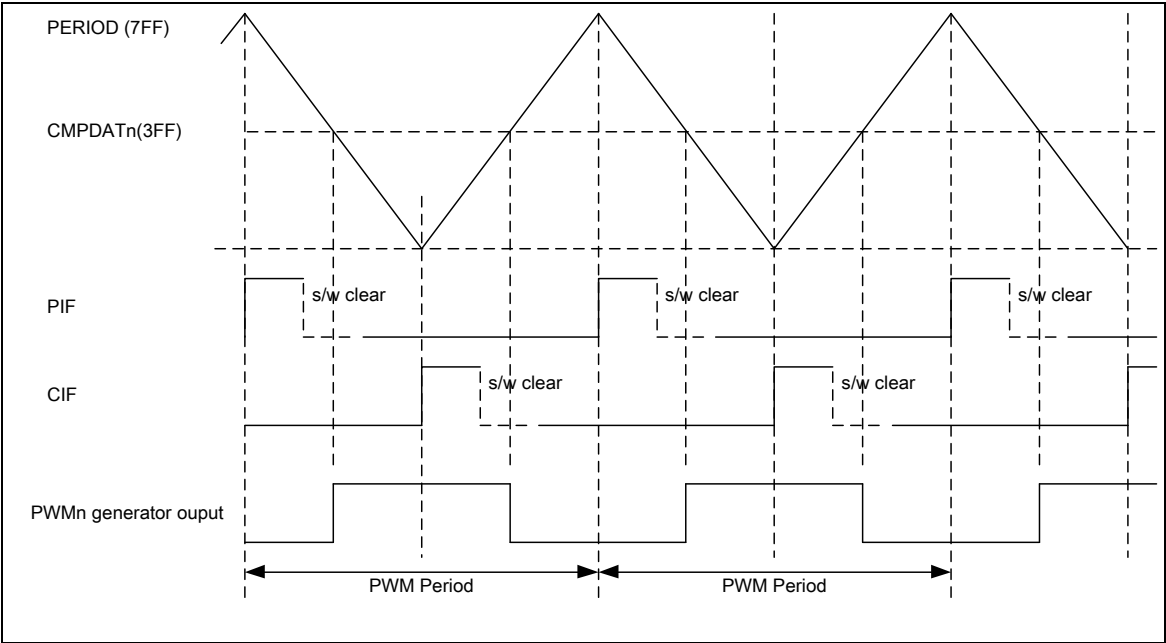 PERIOD (7FF)
CMPDATn(3FF)
PIF
s/w clear
s/w clear
s/w clear
CIF
s/w clear
s/w clear
PWMn generator ouput
PWM Period
PWM Period